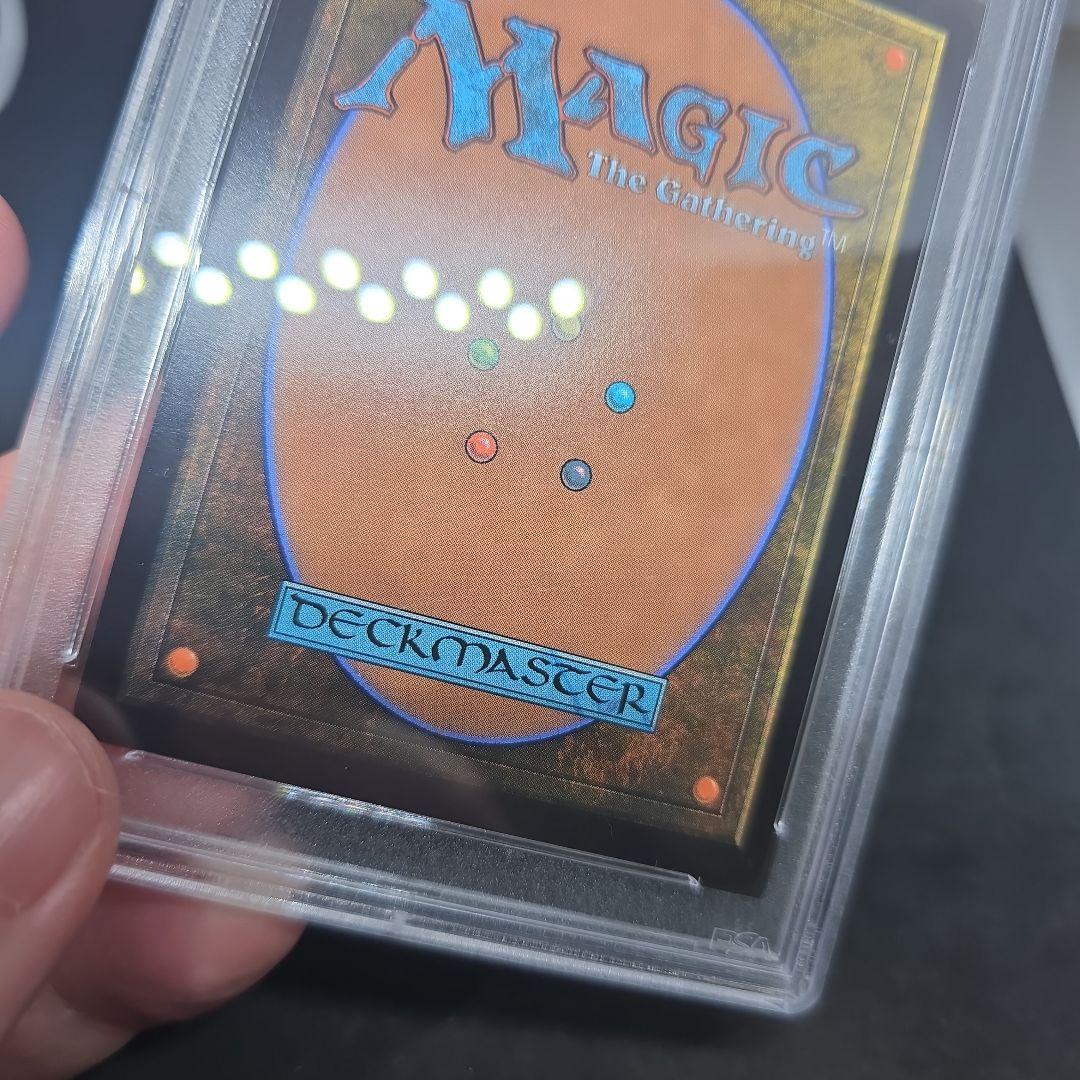 MAGIC
The Gathering™
DECKMASTER
PSA